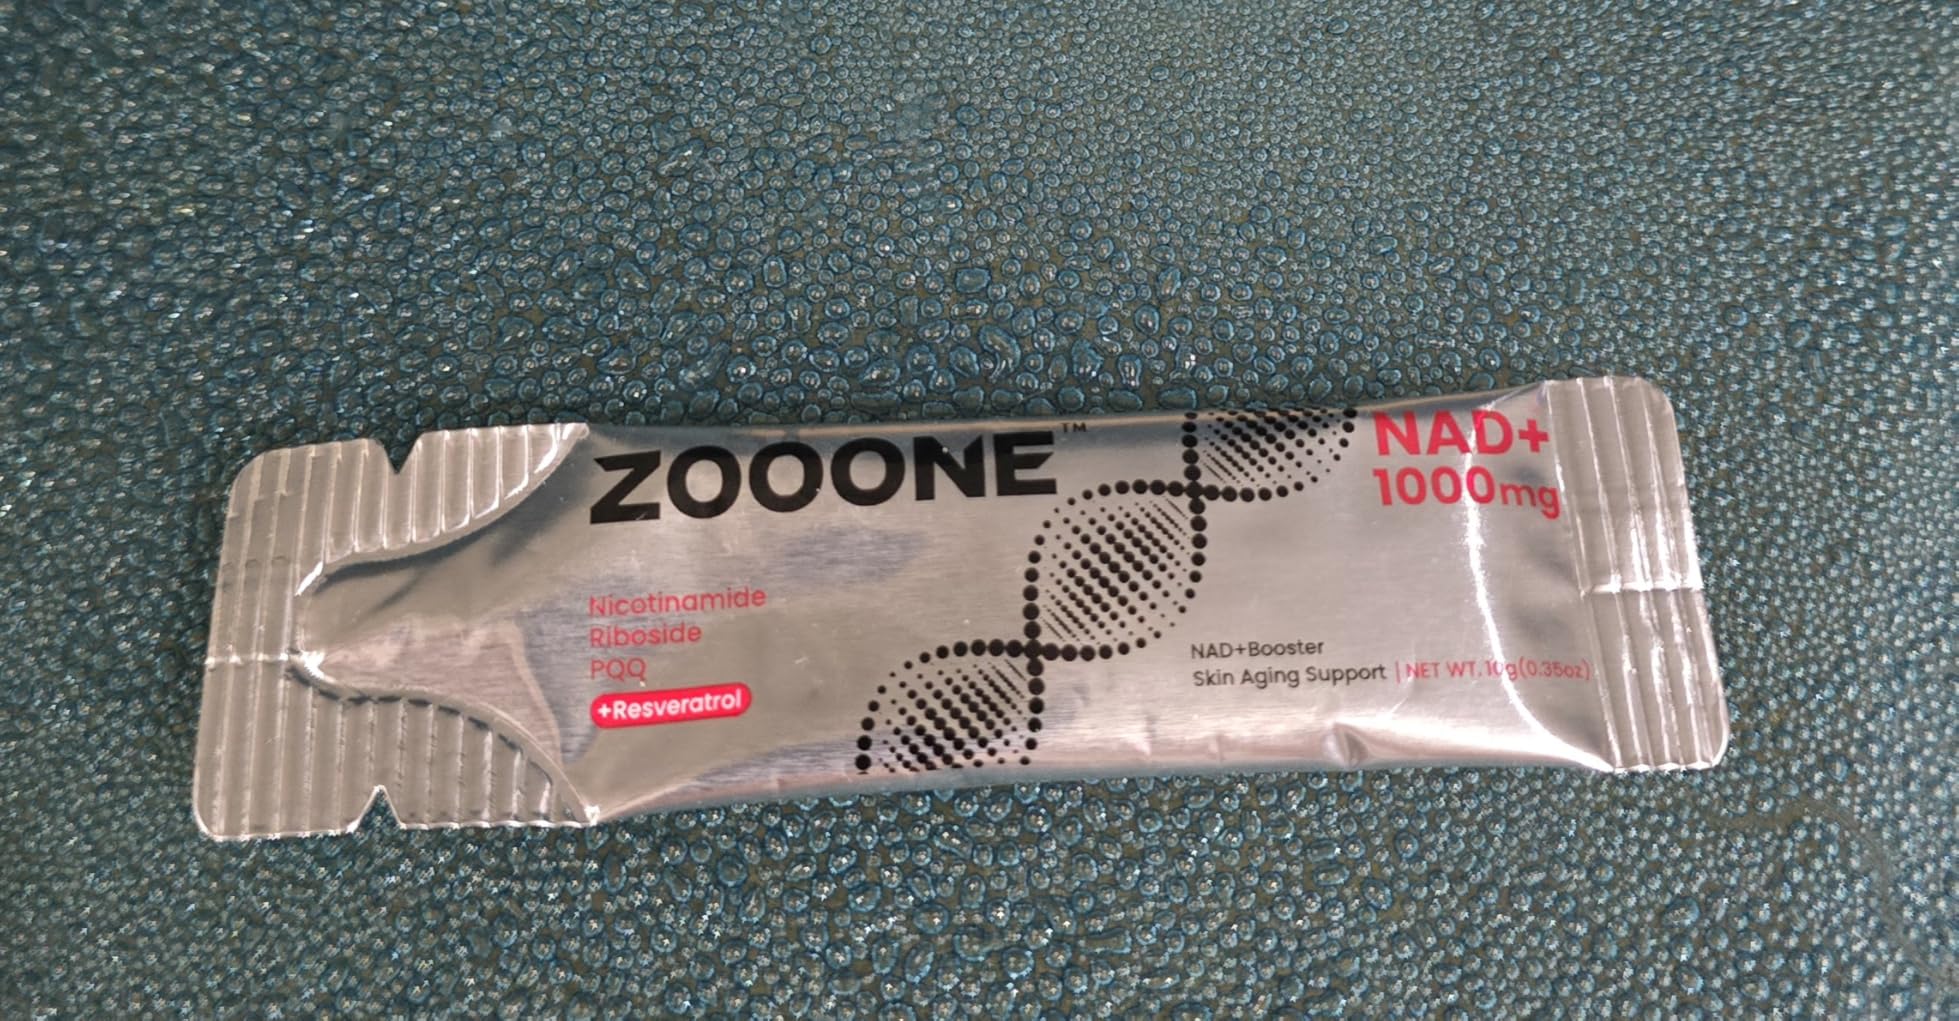 ZOOONE™
NAD+
1000mg
Nicotinamide
Riboside
PQQ
+Resveratrol
NAD+Booster
Skin Aging Support | NET WT. 10g(0.35oz)